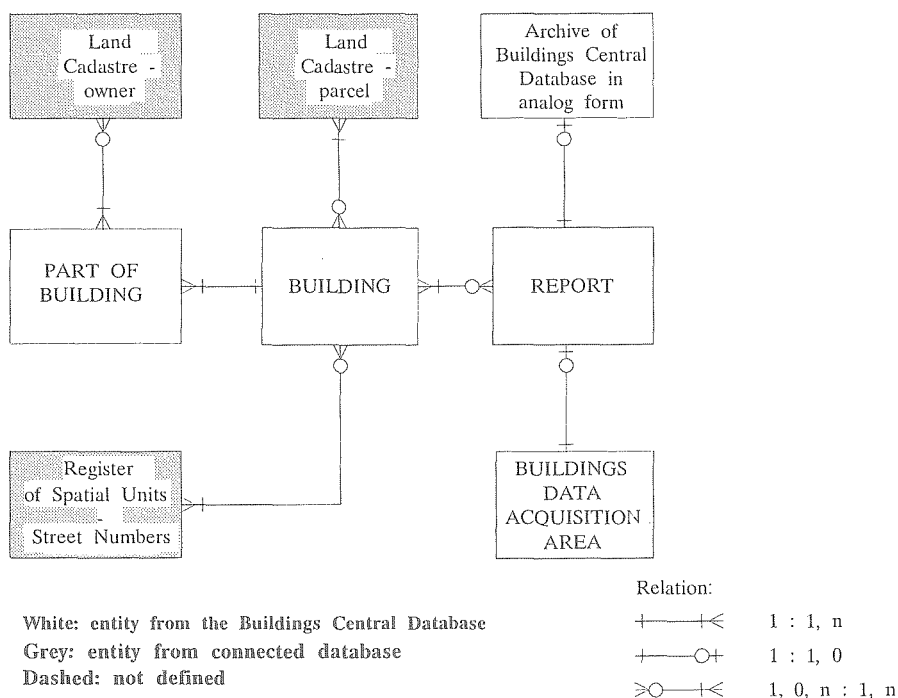 Land
Cadastre -
owner
Land
Cadastre -
parcel
Archive of
Buildings Central
Database in
analog form
PART OF
BUILDING
BUILDING
REPORT
Register
of Spatial Units
-
Street Numbers
BUILDINGS
DATA
ACQUISITION
AREA
White: entity from the Buildings Central Database
Grey: entity from connected database
Dashed: not defined
Relation:
1 : 1, n
1 : 1, 0
1, 0, n : 1, n